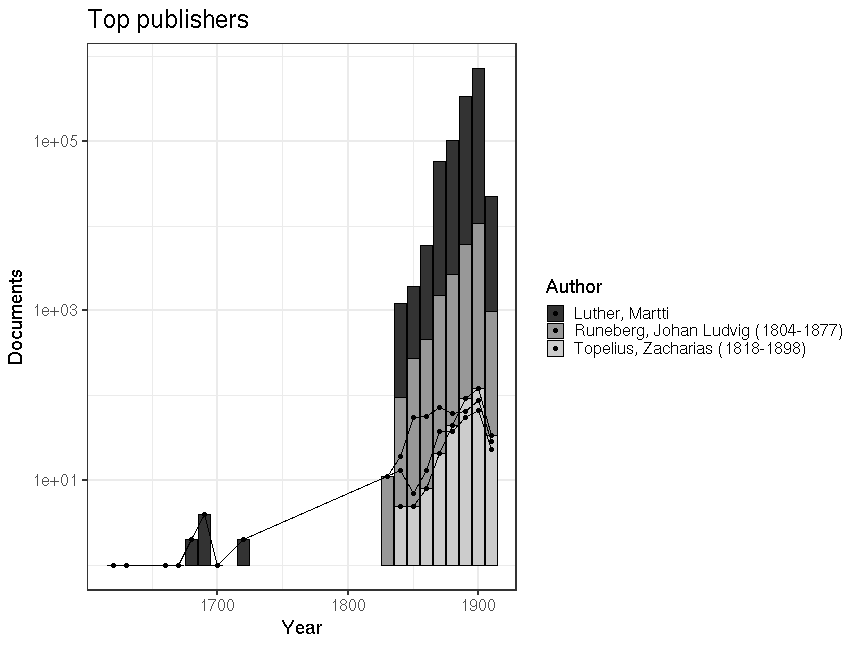 Top publishers
1e+05
1e+03
1e+01
Documents
1700
1800
1900
Year
Author
Luther, Martti
Runeberg, Johan Ludvig (1804-1877)
Topelius, Zacharias (1818-1898)